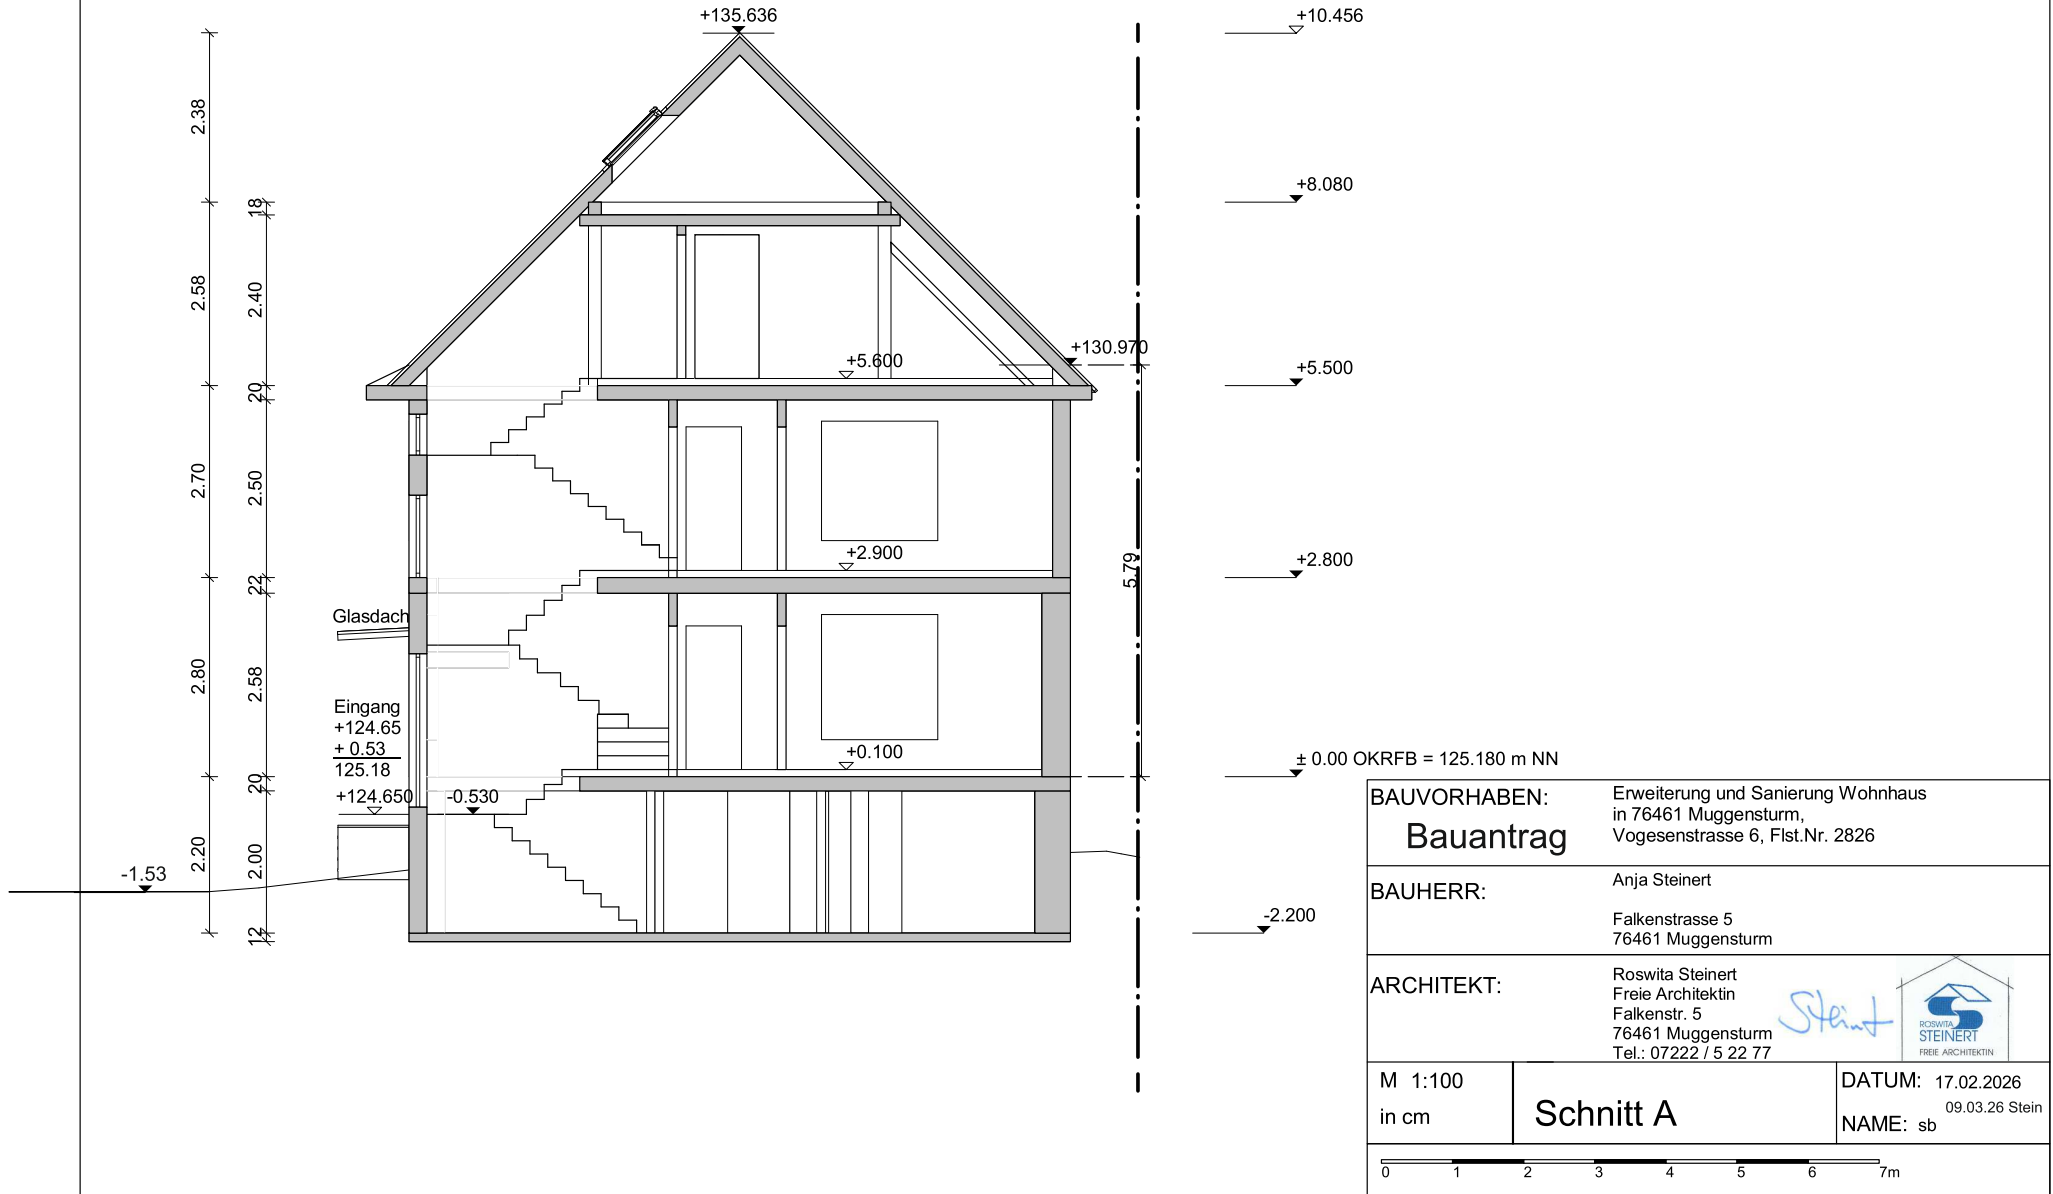 +135.636
+10.456
2.38
+8.080
18
2.58
2.40
+130.970
+5.600
+5.500
20
2.70
2.50
+2.900
+2.800
5.79
22
Glasdach
2.80
2.58
Eingang
+124.65
+ 0.53
125.18
+0.100
± 0.00 OKRFB = 125.180 m NN
20
+124.650
-0.530
2.20
2.00
-1.53
12
-2.200
BAUVORHABEN:
Bauantrag
Erweiterung und Sanierung Wohnhaus
in 76461 Muggensturm,
Vogesenstrasse 6, Flst.Nr. 2826
BAUHERR:
Anja Steinert
Falkenstrasse 5
76461 Muggensturm
ARCHITEKT:
Roswita Steinert
Freie Architektin
Falkenstr. 5
76461 Muggensturm
Tel.: 07222 / 5 22 77
Steinert
ROSWITA
STEINERT
FREIE ARCHITEKTIN
M 1:100
in cm
Schnitt A
DATUM: 17.02.2026
09.03.26 Stein
NAME: sb
0 1 2 3 4 5 6 7m